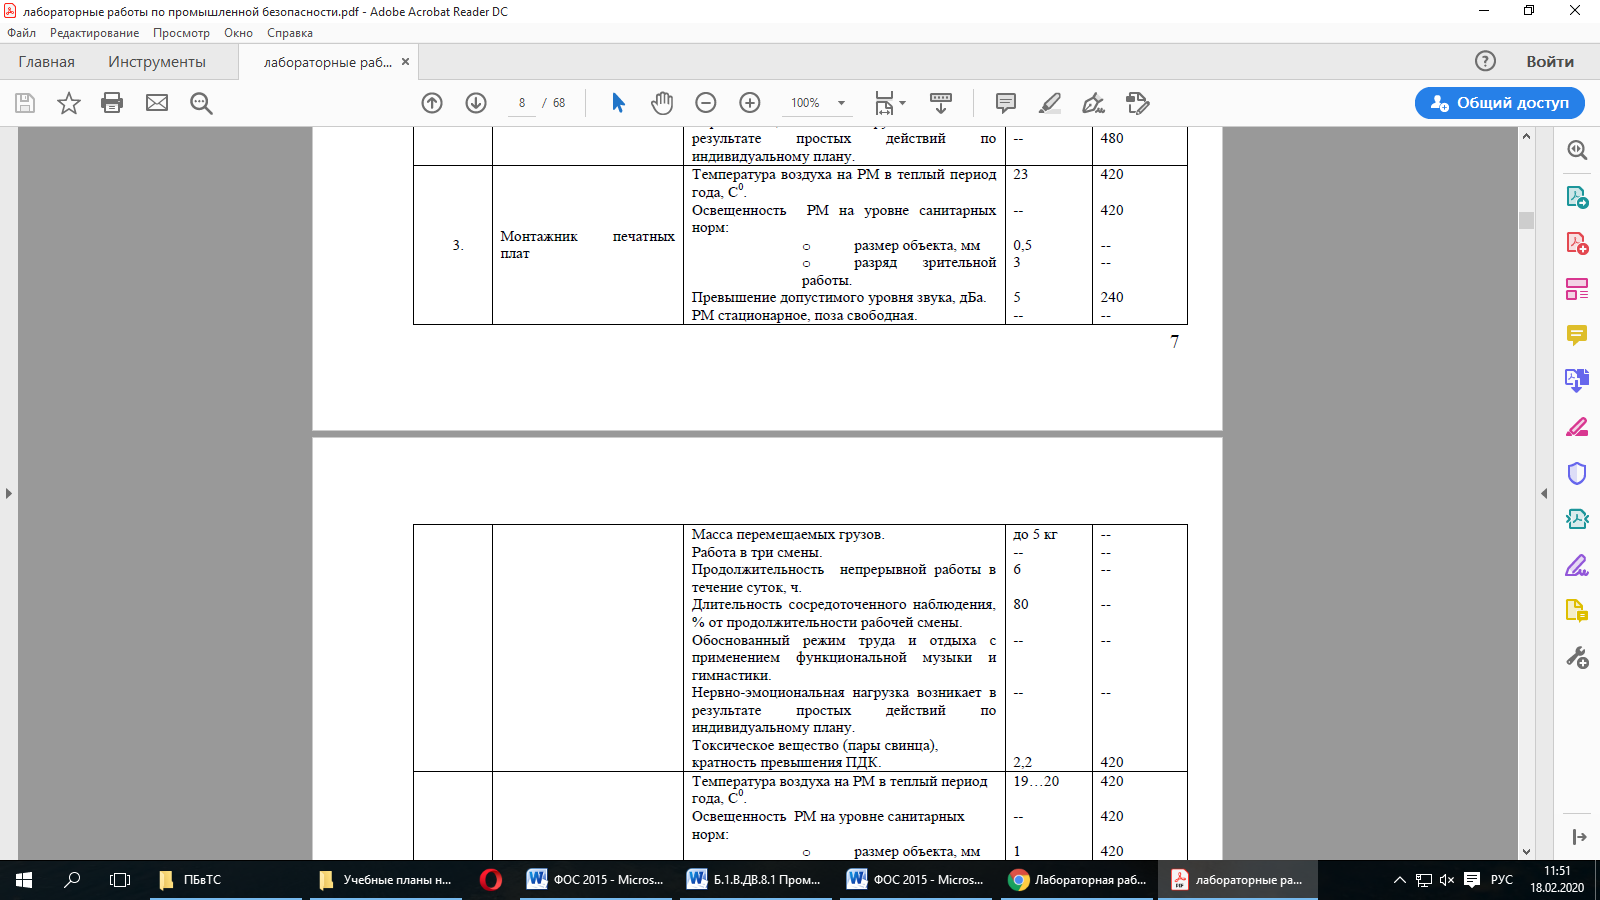 лабораторные работы по промышленной безопасности.pdf - Adobe Acrobat Reader DC
Файл Редактирование Просмотр Окно Справка
Главная Инструменты лабораторные раб... × Войти
8 / 68 100% Общий доступ
результате простых действий по -- 480
индивидуальному плану.
Температура воздуха на РМ в теплый период 23 420
года, С0.
Освещенность РМ на уровне санитарных -- 420
норм:
3. Монтажник печатных плат
o размер объекта, мм 0,5 --
o разряд зрительной 3 --
работы.
Превышение допустимого уровня звука, дБа. 5 240
РМ стационарное, поза свободная. -- --
7
Масса перемещаемых грузов. до 5 кг --
Работа в три смены. -- --
Продолжительность непрерывной работы в 6 --
течение суток, ч.
Длительность сосредоточенного наблюдения, 80 --
% от продолжительности рабочей смены.
Обоснованный режим труда и отдыха с -- --
применением функциональной музыки и
гимнастики.
Нервно-эмоциональная нагрузка возникает в -- --
результате простых действий по
индивидуальному плану.
Токсическое вещество (пары свинца),
кратность превышения ПДК. 2,2 420
Температура воздуха на РМ в теплый период 19…20 420
года, С0.
Освещенность РМ на уровне санитарных -- 420
норм:
o размер объекта, мм 1 420
ПБвТС Учебные планы н... ФОС 2015 - Micros... Б.1.В.ДВ.8.1 Пром... ФОС 2015 - Micros... Лабораторная раб... лабораторные ра... РУС 11:51
18.02.2020